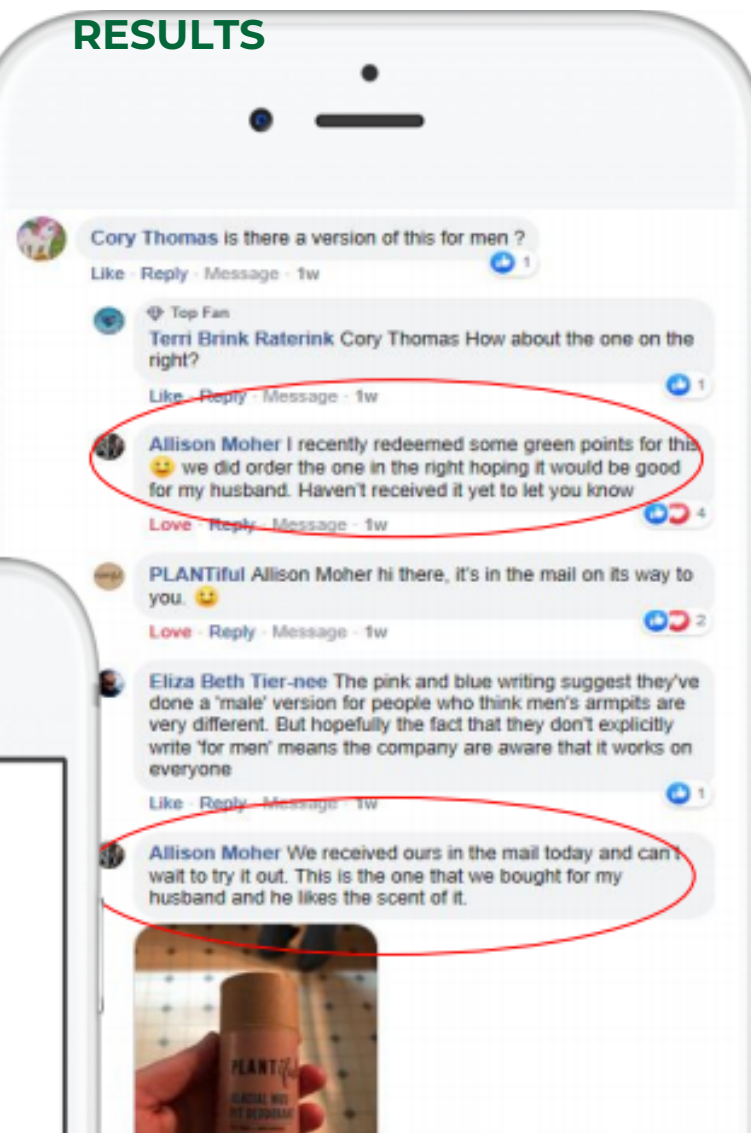 RESULTS
Cory Thomas is there a version of this for men ?
1
Like · Reply · Message · 1w
Top Fan
Terri Brink Raterink Cory Thomas How about the one on the
right?
1
Like · Reply · Message · 1w
Allison Moher I recently redeemed some green points for this
😃 we did order the one in the right hoping it would be good
for my husband. Haven't received it yet to let you know
4
Love · Reply · Message · 1w
PLANTiful Allison Moher hi there, it's in the mail on its way to
you. 😃
2
Love · Reply · Message · 1w
Eliza Beth Tier-nee The pink and blue writing suggest they've
done a 'male' version for people who think men's armpits are
very different. But hopefully the fact that they don't explicitly
write 'for men' means the company are aware that it works on
everyone
1
Like · Reply · Message · 1w
Allison Moher We received ours in the mail today and can't
wait to try it out. This is the one that we bought for my
husband and he likes the scent of it.
PLANTiful
GLACIAL